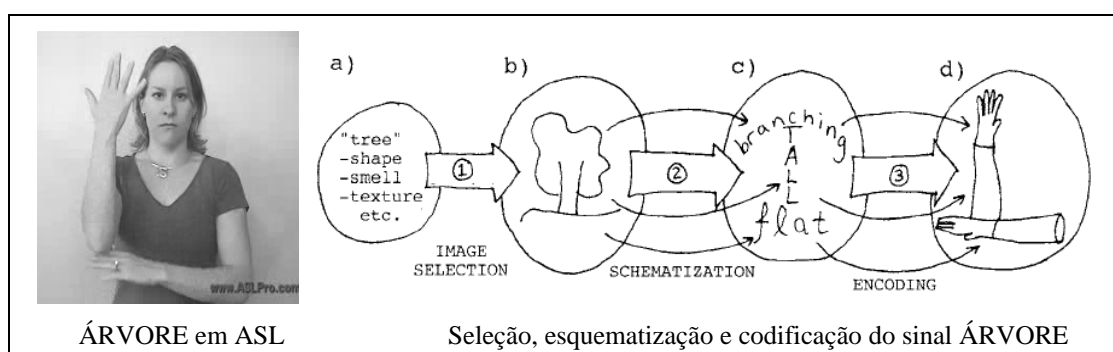 a)
b)
c)
d)
"tree"
-shape
-smell
-texture
etc.
1
2
3
branching
TALL
flat
IMAGE
SELECTION
SCHEMATIZATION
ENCODING
www.ASLPro.com
ÁRVORE em ASL
Seleção, esquematização e codificação do sinal ÁRVORE